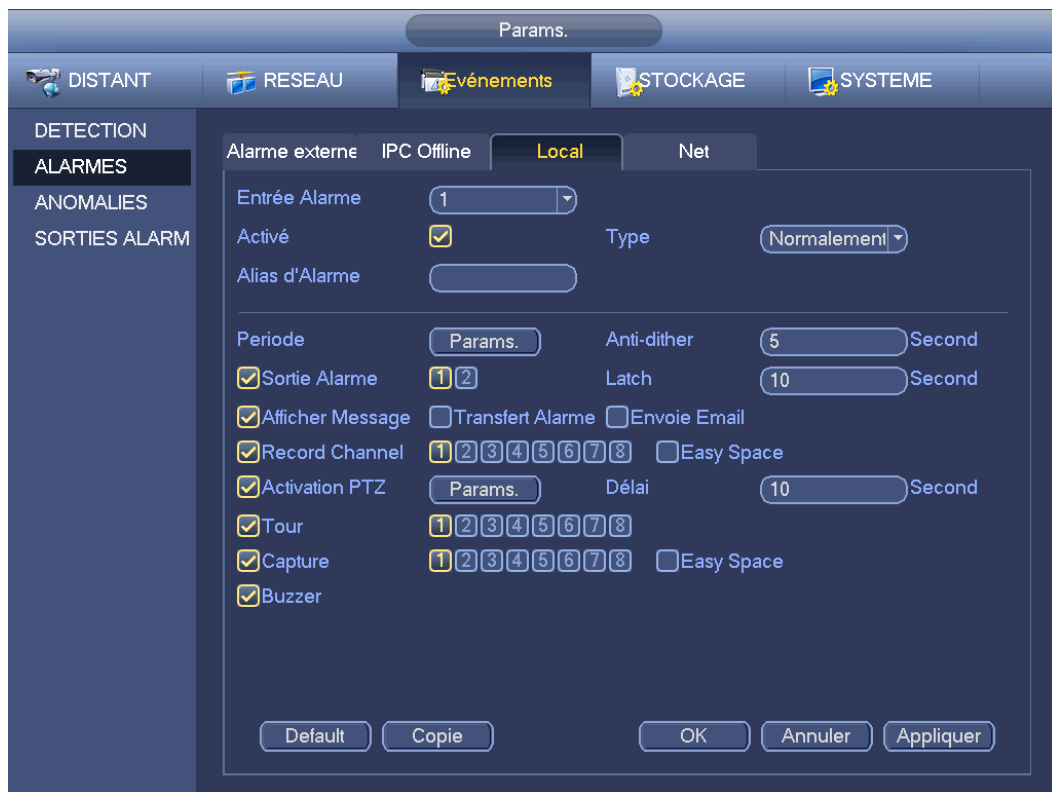 Params.
DISTANT RESEAU Evénements STOCKAGE SYSTEME
DETECTION
ALARMES
ANOMALIES
SORTIES ALARM
Alarme externe IPC Offline Local Net
Entrée Alarme 1
Activé Type Normalement
Alias d'Alarme
Periode Params. Anti-dither 5 Second
Sortie Alarme 1 2 Latch 10 Second
Afficher Message Transfert Alarme Envoie Email
Record Channel 1 2 3 4 5 6 7 8 Easy Space
Activation PTZ Params. Délai 10 Second
Tour 1 2 3 4 5 6 7 8
Capture 1 2 3 4 5 6 7 8 Easy Space
Buzzer
Default Copie OK Annuler Appliquer